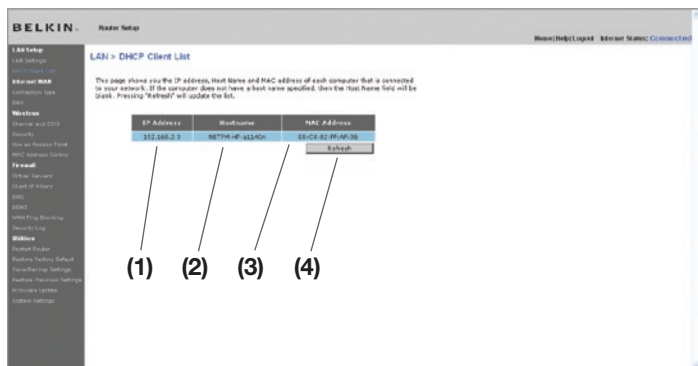 BELKIN.
Router Setup
Home|Help|Logout Internet Status: Connected
LAN Setup
LAN Settings
DHCP Client List
Internet WAN
Connection Type
DNS
Wireless
Channel and SSID
Security
Use as Access Point
MAC Address Control
Firewall
Virtual Servers
Client IP Filters
DMZ
DDNS
WAN Ping Blocking
Security Log
Utilities
Restart Router
Restore Factory Default
Save/Backup Settings
Restore Previous Settings
Firmware Update
System Settings
LAN > DHCP Client List
This page shows you the IP address, Host Name and MAC address of each computer that is connected
to your network. If the computer does not have a host name specified, then the Host Name field will be
blank. Pressing "Refresh" will update the list.
IP Address Hostname MAC Address
192.168.2.3
Refresh
(1) (2) (3) (4)